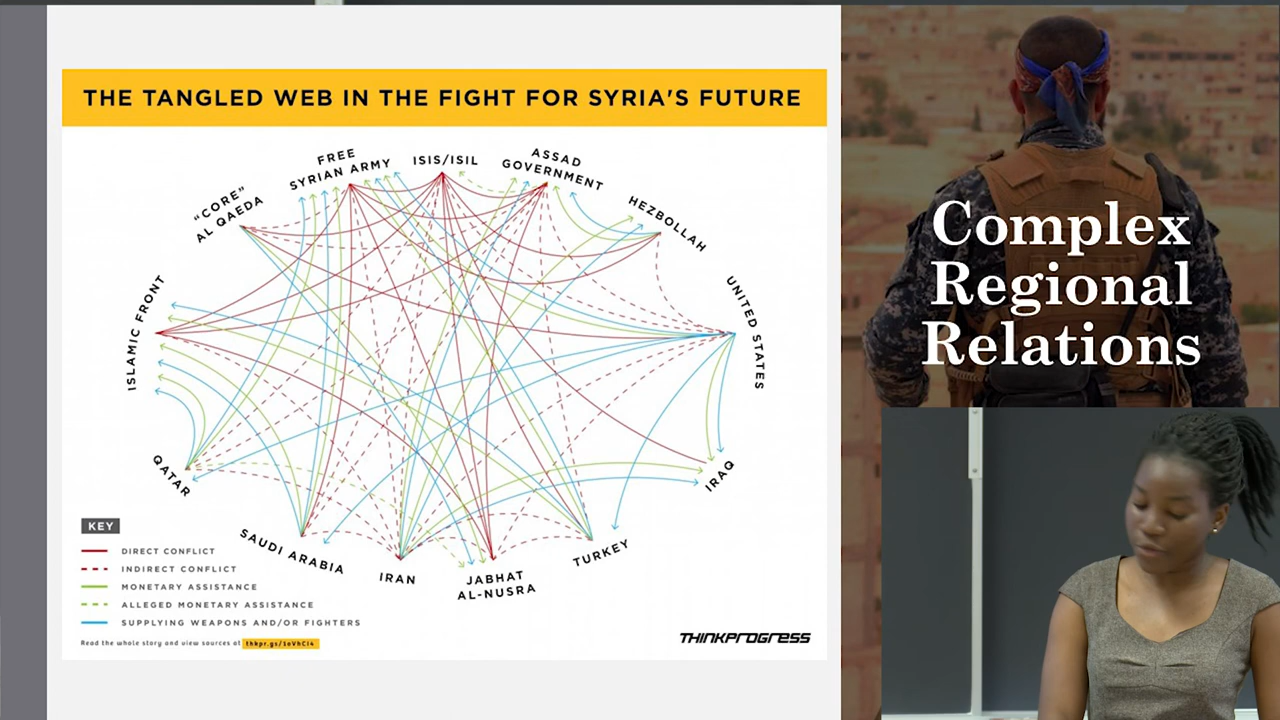 THE TANGLED WEB IN THE FIGHT FOR SYRIA'S FUTURE
FREE
SYRIAN ARMY
ISIS/ISIL
ASSAD
GOVERNMENT
"CORE"
AL QAEDA
HEZBOLLAH
ISLAMIC FRONT
UNITED STATES
QATAR
IRAQ
SAUDI ARABIA
IRAN
JABHAT
AL-NUSRA
TURKEY
KEY
DIRECT CONFLICT
INDIRECT CONFLICT
MONETARY ASSISTANCE
ALLEGED MONETARY ASSISTANCE
SUPPLYING WEAPONS AND/OR FIGHTERS
Read the whole story and view sources at
THINKPROGRESS
Complex
Regional
Relations